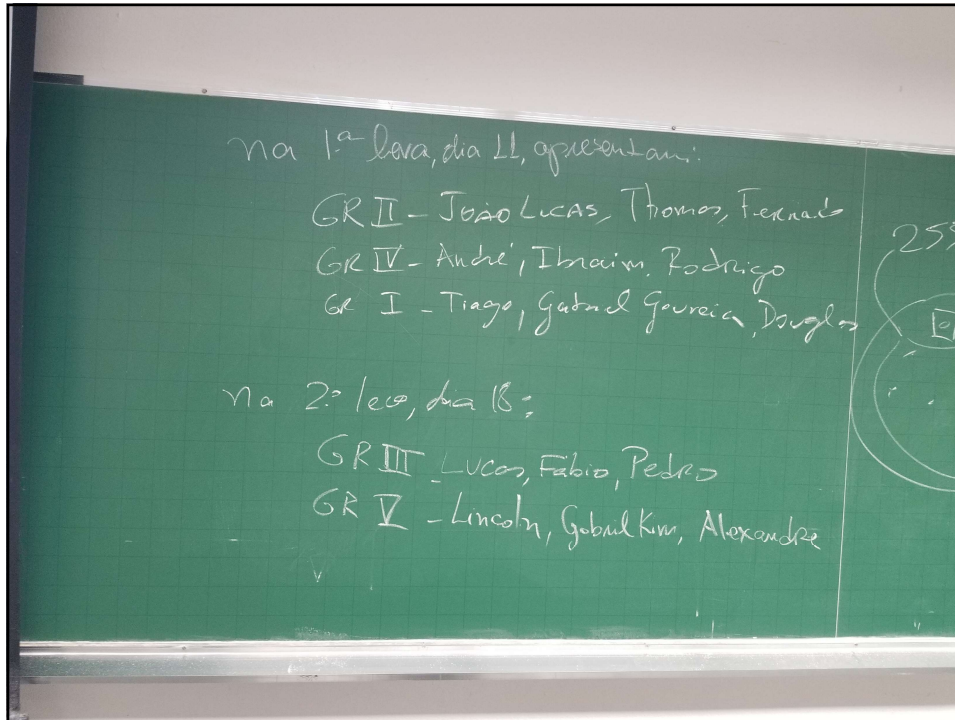 na 1ª leva, dia 11, apresentam:
GR II - João Lucas, Thomas, Fernando
GR IV - André, Ibraim, Rodrigo
GR I - Tiago, Gabriel Gouveia, Douglas
na 2ª leva, dia 18:
GR III - Lucas, Fábio, Pedro
GR V - Lincoln, Gabriel Kim, Alexandre
25%